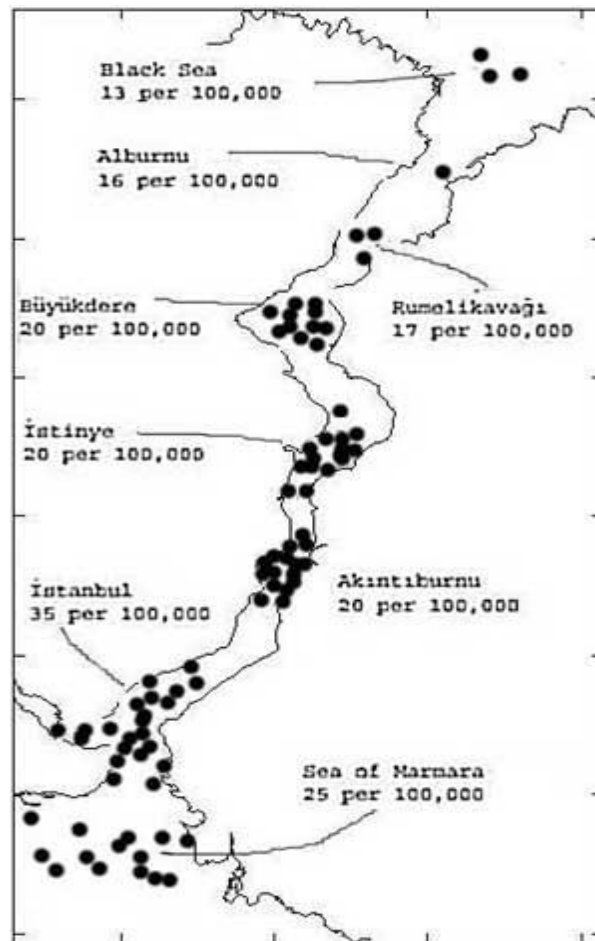 Black Sea
13 per 100,000
Alburnu
16 per 100,000
Büyükdere
20 per 100,000
Rumelikavağı
17 per 100,000
İstinye
20 per 100,000
İstanbul
35 per 100,000
Akıntıburnu
20 per 100,000
Sea of Marmara
25 per 100,000